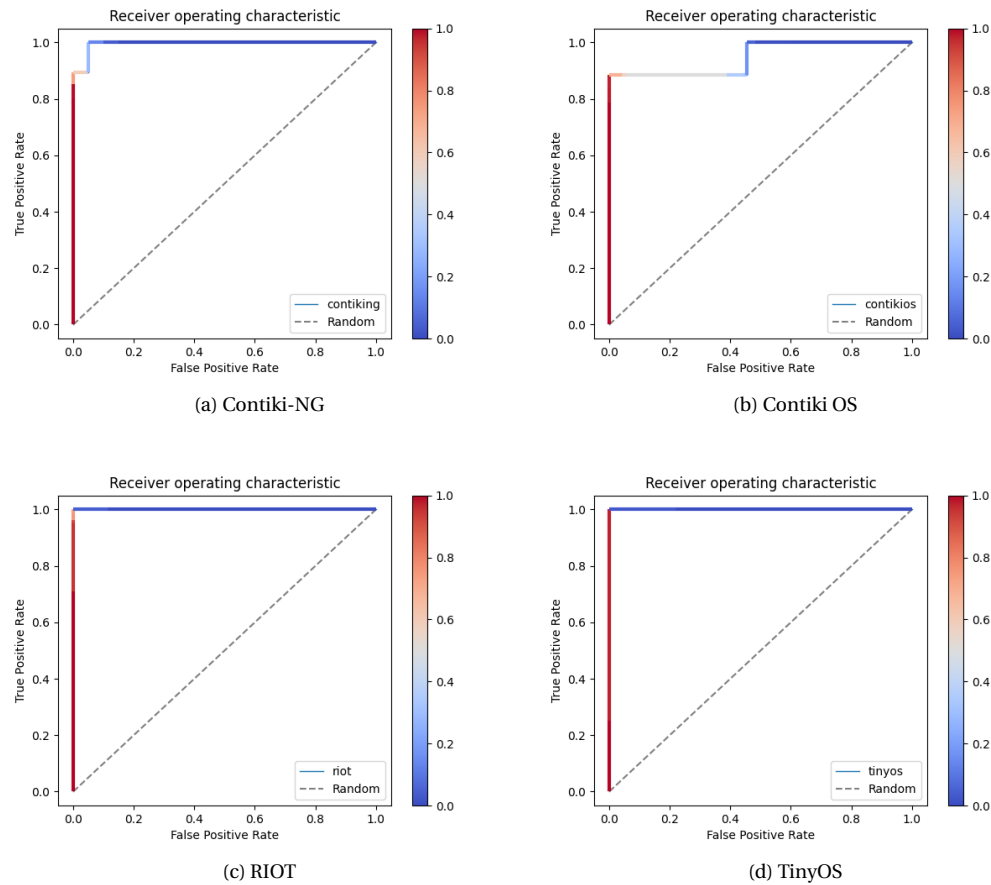 Receiver operating characteristic
1.0
0.8
0.6
0.4
0.2
0.0
True Positive Rate
0.0 0.2 0.4 0.6 0.8 1.0
False Positive Rate
contiking
Random
1.0
0.8
0.6
0.4
0.2
0.0
(a) Contiki-NG
Receiver operating characteristic
1.0
0.8
0.6
0.4
0.2
0.0
True Positive Rate
0.0 0.2 0.4 0.6 0.8 1.0
False Positive Rate
contikios
Random
1.0
0.8
0.6
0.4
0.2
0.0
(b) Contiki OS
Receiver operating characteristic
1.0
0.8
0.6
0.4
0.2
0.0
True Positive Rate
0.0 0.2 0.4 0.6 0.8 1.0
False Positive Rate
riot
Random
1.0
0.8
0.6
0.4
0.2
0.0
(c) RIOT
Receiver operating characteristic
1.0
0.8
0.6
0.4
0.2
0.0
True Positive Rate
0.0 0.2 0.4 0.6 0.8 1.0
False Positive Rate
tinyos
Random
1.0
0.8
0.6
0.4
0.2
0.0
(d) TinyOS